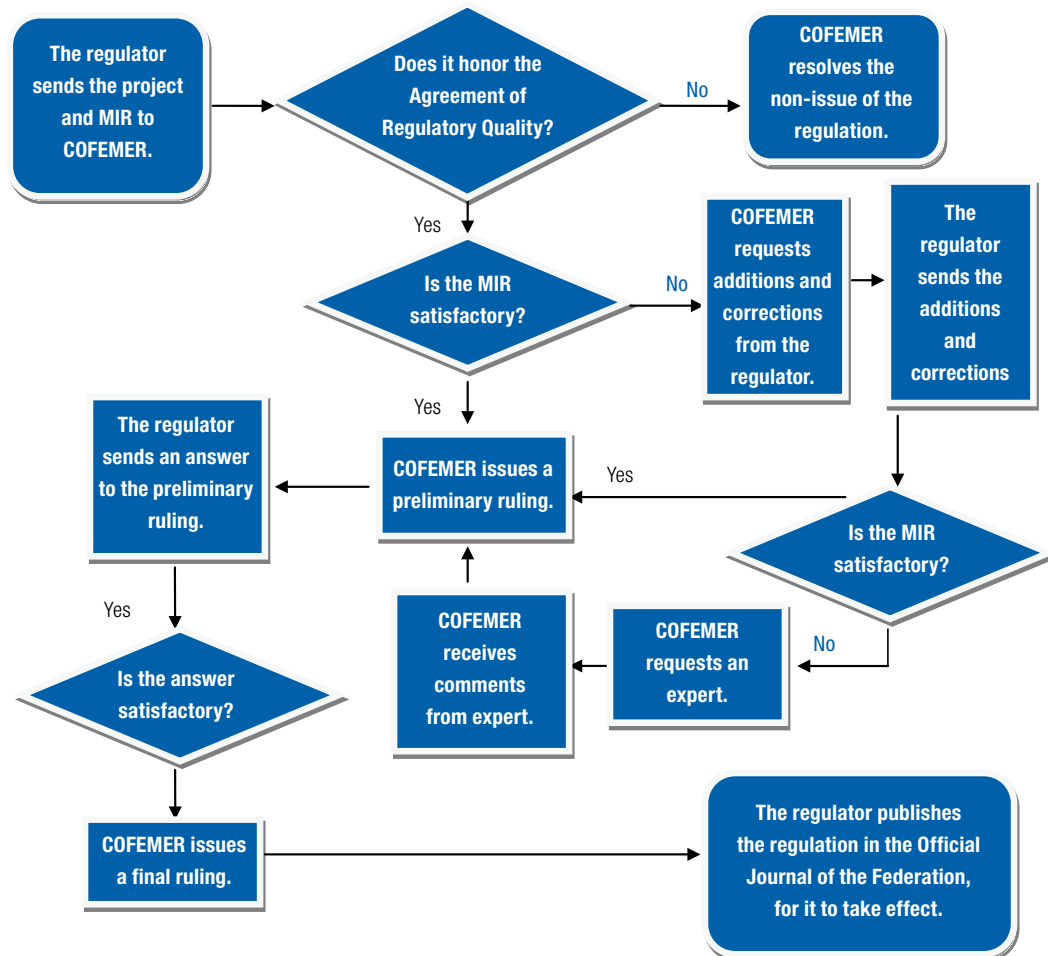 The regulator
sends the project
and MIR to
COFEMER.
Does it honor the
Agreement of
Regulatory Quality?
No
COFEMER
resolves the
non-issue of the
regulation.
Yes
Is the MIR
satisfactory?
No
COFEMER
requests
additions and
corrections
from the
regulator.
The
regulator
sends the
additions
and
corrections
Yes
The regulator
sends an answer
to the preliminary
ruling.
COFEMER issues a
preliminary ruling.
Yes
Is the MIR
satisfactory?
Yes
COFEMER
receives
comments
from expert.
COFEMER
requests an
expert.
No
Is the answer
satisfactory?
COFEMER issues
a final ruling.
The regulator publishes
the regulation in the Official
Journal of the Federation,
for it to take effect.